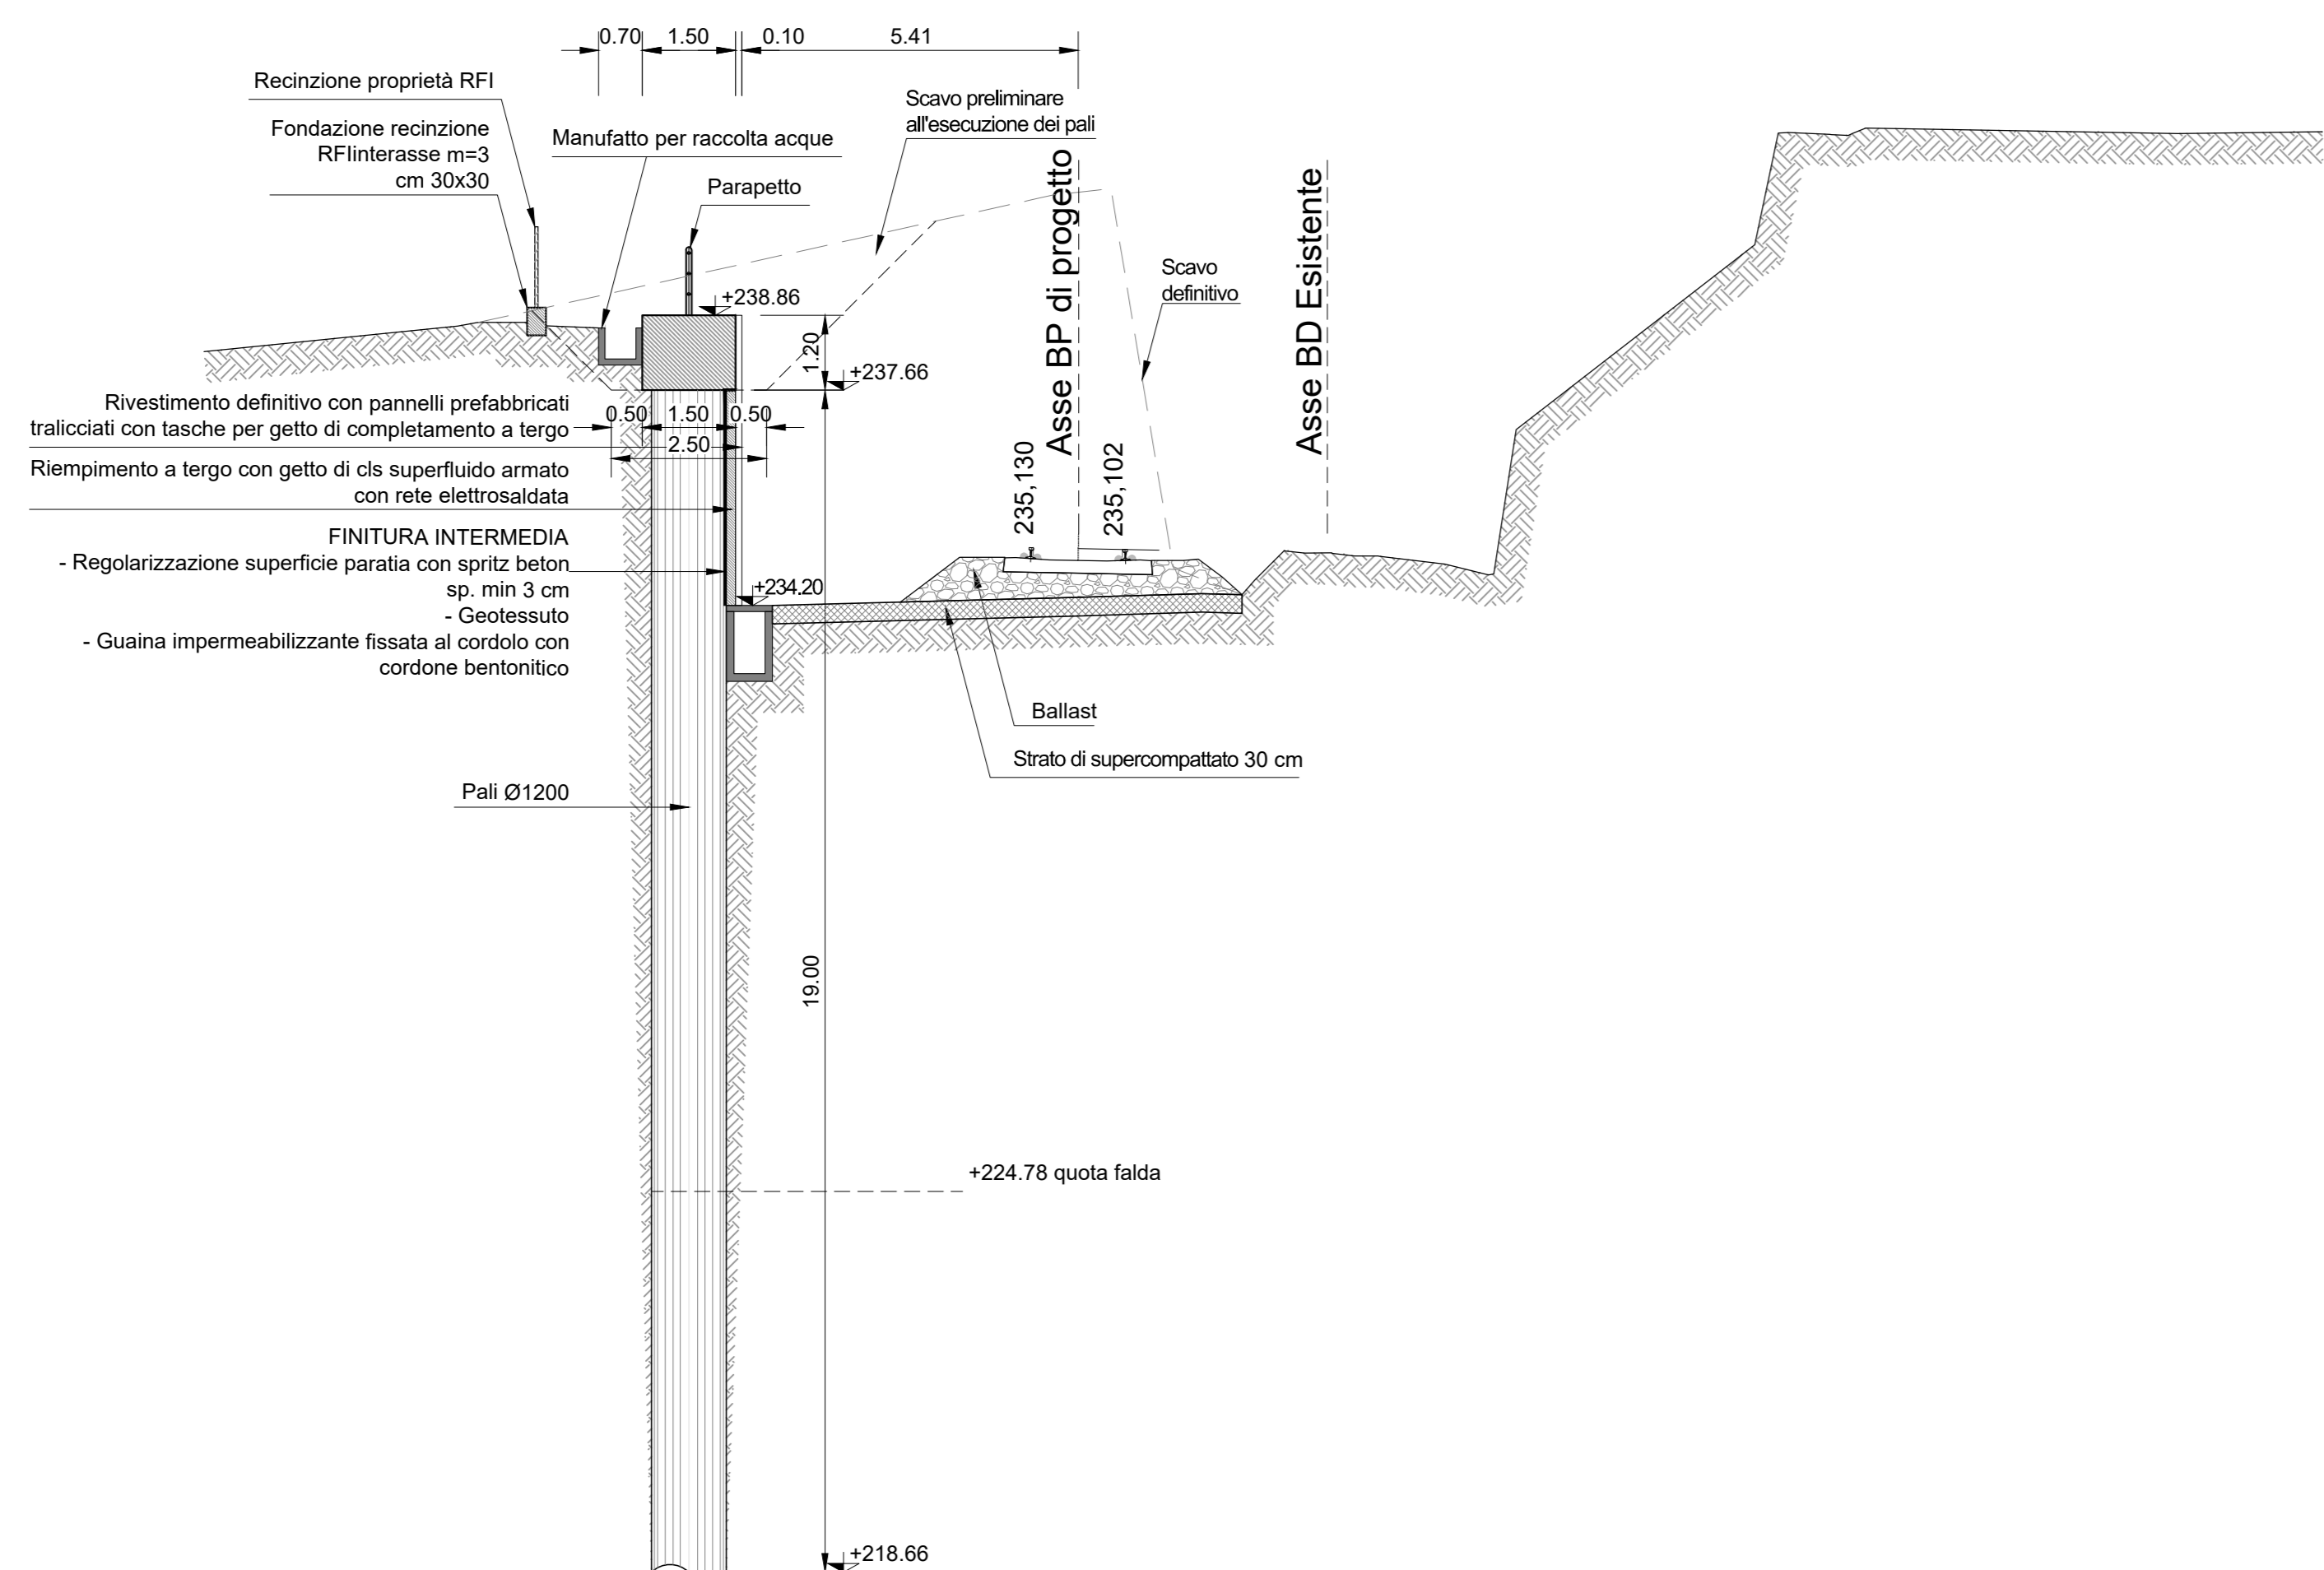 0.70 1.50 0.10 5.41
Recinzione proprietà RFI
Fondazione recinzione
RFIinterasse m=3
cm 30x30
Manufatto per raccolta acque
Parapetto
Scavo preliminare
all'esecuzione dei pali
Asse BP di progetto
Asse BD Esistente
Scavo
definitivo
+238.86
1.20
+237.66
Rivestimento definitivo con pannelli prefabbricati
tralicciati con tasche per getto di completamento a tergo
0.50 1.50 0.50
2.50
Riempimento a tergo con getto di cls superfluido armato
con rete elettrosaldata
235,130
235,102
FINITURA INTERMEDIA
- Regolarizzazione superficie paratia con spritz beton
sp. min 3 cm
- Geotessuto
- Guaina impermeabilizzante fissata al cordolo con
cordone bentonitico
+234.20
Ballast
Strato di supercompattato 30 cm
Pali Ø1200
19.00
+224.78 quota falda
+218.66